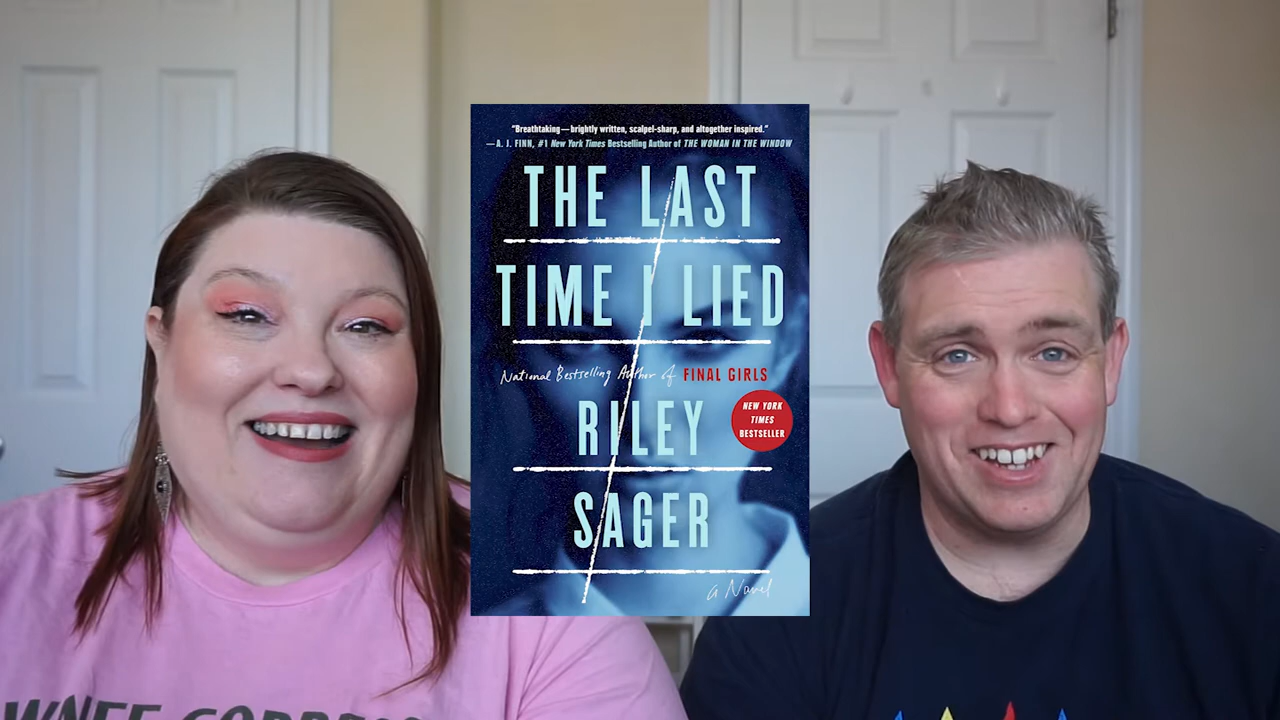 "Breathtaking—brightly written, scalpel-sharp, and altogether inspired."
—A. J. FINN, #1 New York Times Bestselling Author of THE WOMAN IN THE WINDOW
THE LAST
TIME I LIED
National Bestselling Author of FINAL GIRLS
RILEY
NEW YORK
TIMES
BESTSELLER
SAGER
a Novel